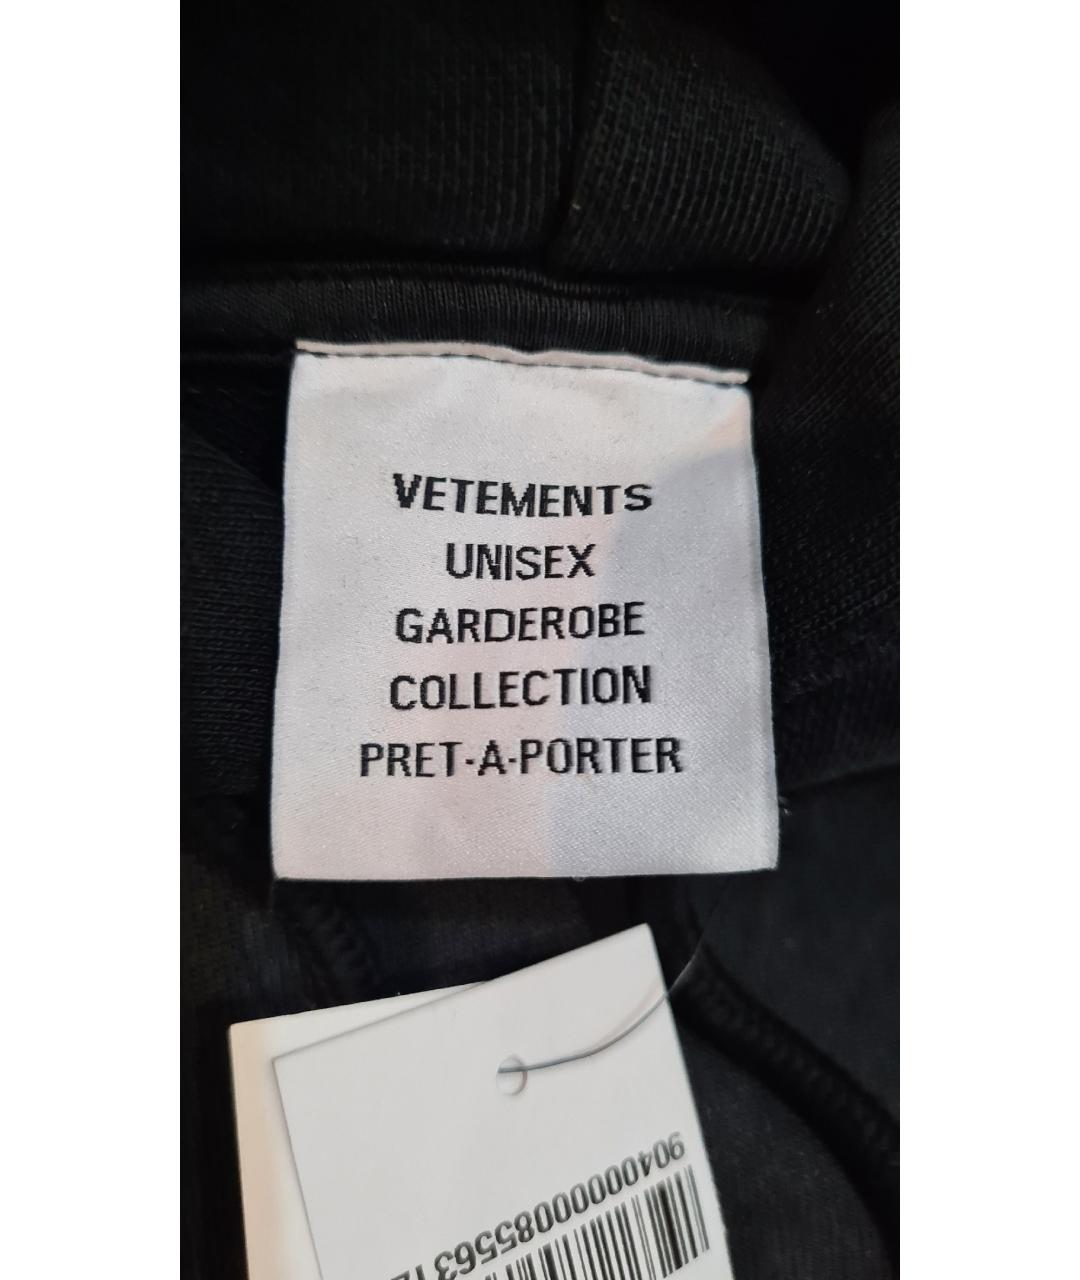 VETEMENTS
UNISEX
GARDEROBE
COLLECTION
PRET-A-PORTER